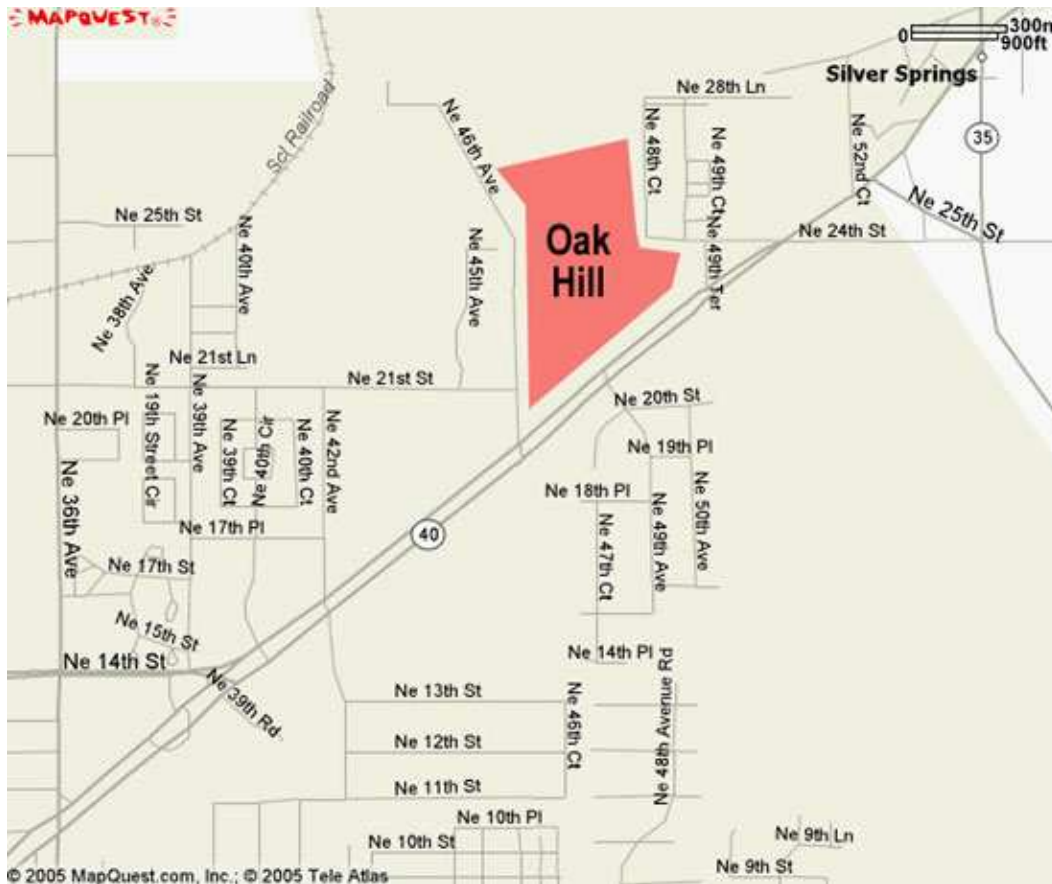 MAPQUEST
300m
0
900ft
Silver Springs
Ne 28th Ln
35
Ne 46th Ave
Ne 48th Ct
Ne 49th Ct
Ne 52nd Ct
Scl Railroad
Ne 25th St
Ne 25th St
Ne 40th Ave
Ne 24th St
Oak
Hill
Ne 45th Ave
Ne 49th Ter
Ne 38th Ave
Ne 21st Ln
Ne 21st St
Ne 20th St
Ne 20th Pl
Ne 19th Street Cir
Ne 39th Ave
Ne 39th Ct
Ne 40th Cir
Ne 40th Ct
Ne 42nd Ave
Ne 19th Pl
Ne 36th Ave
Ne 18th Pl
Ne 47th Ct
Ne 49th Ave
Ne 50th Ave
Ne 17th Pl
40
Ne 17th St
Ne 15th St
Ne 14th St
Ne 14th Pl
Ne 39th Rd
Ne 13th St
Ne 46th Ct
Ne 48th Avenue Rd
Ne 12th St
Ne 11th St
Ne 10th Pl
Ne 10th St
Ne 9th Ln
Ne 9th St
© 2005 MapQuest.com, Inc.; © 2005 Tele Atlas